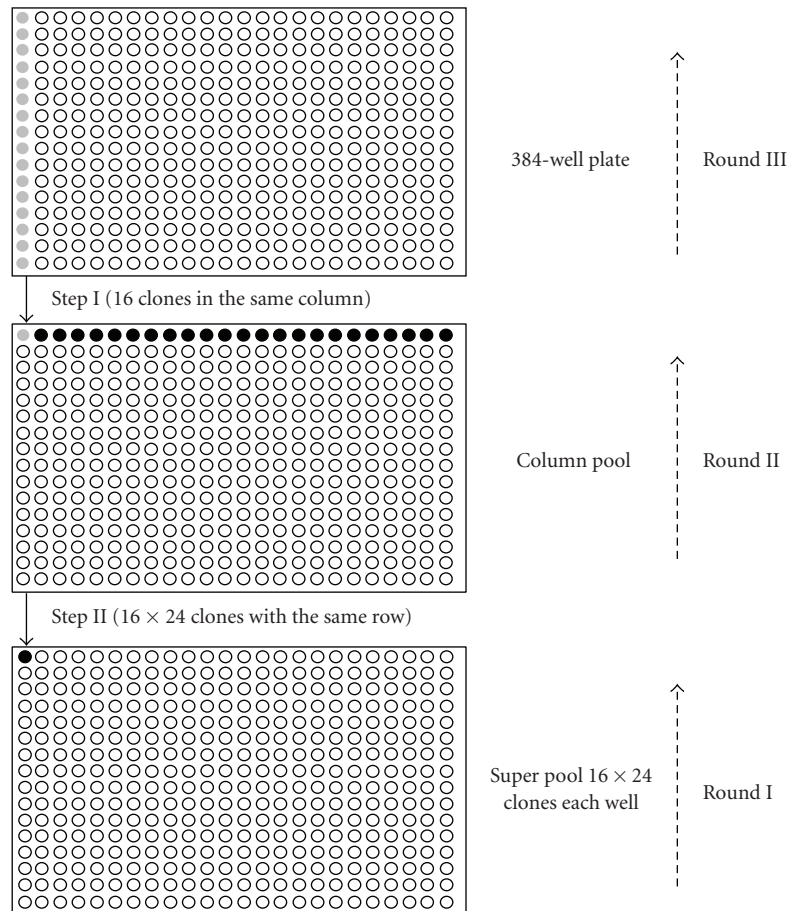 384-well plate
Round III
Step I (16 clones in the same column)
Column pool
Round II
Step II (16 × 24 clones with the same row)
Super pool 16 × 24
clones each well
Round I